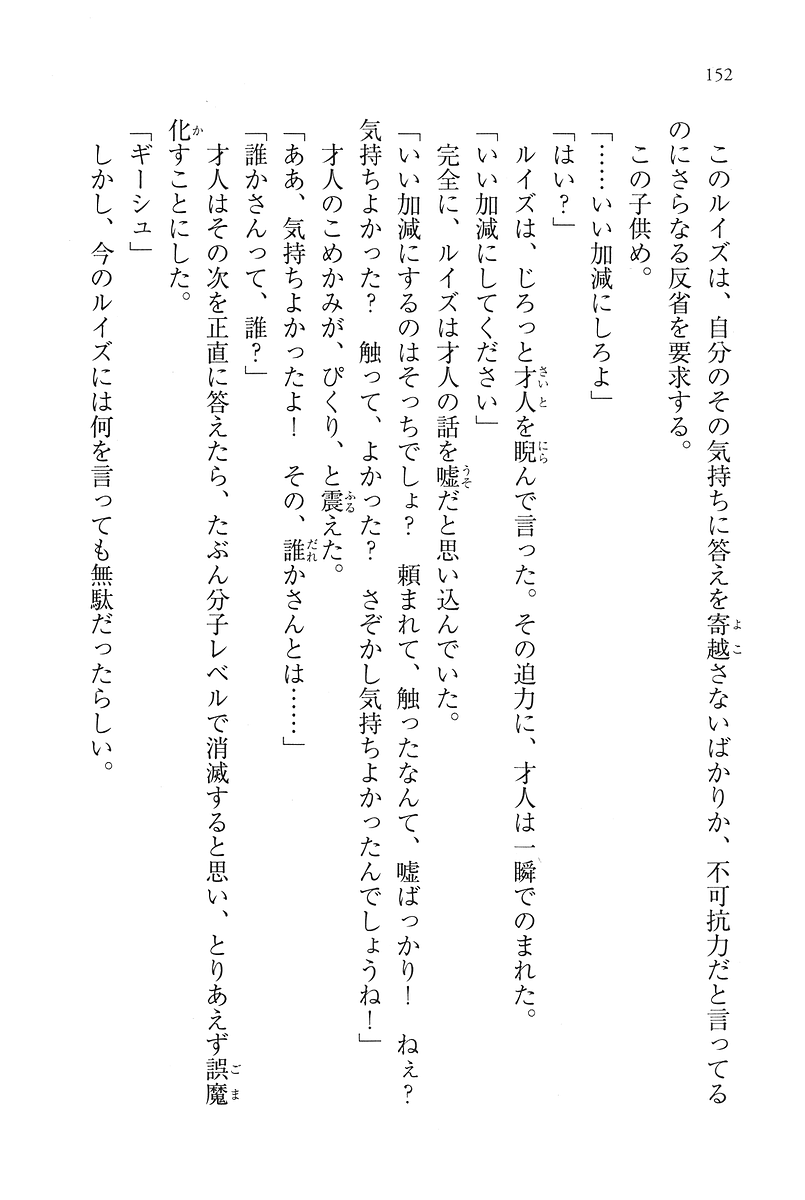 152
　このルイズは、自分のその気持ちに答えを寄越さないばかりか、不可抗力だと言ってる
のにさらなる反省を要求する。
　この子供め。
「……いい加減にしろよ」
「はい？」
　ルイズは、じろっと才人を睨んで言った。その迫力に、才人は一瞬でのまれた。
「いい加減にしてください」
　完全に、ルイズは才人の話を嘘だと思い込んでいた。
「いい加減にするのはそっちでしょ？　頼まれて、触ったなんて、嘘ばっかり！　ねぇ？
気持ちよかった？　触って、よかった？　さぞかし気持ちよかったんでしょうね！」
　才人のこめかみが、ぴくり、と震えた。
「ああ、気持ちよかったよ！　その、誰かさんとは……」
「誰かさんって、誰？」
　才人はその次を正直に答えたら、たぶん分子レベルで消滅すると思い、とりあえず誤魔
化すことにした。
「ギーシュ」
　しかし、今のルイズには何を言っても無駄だったらしい。